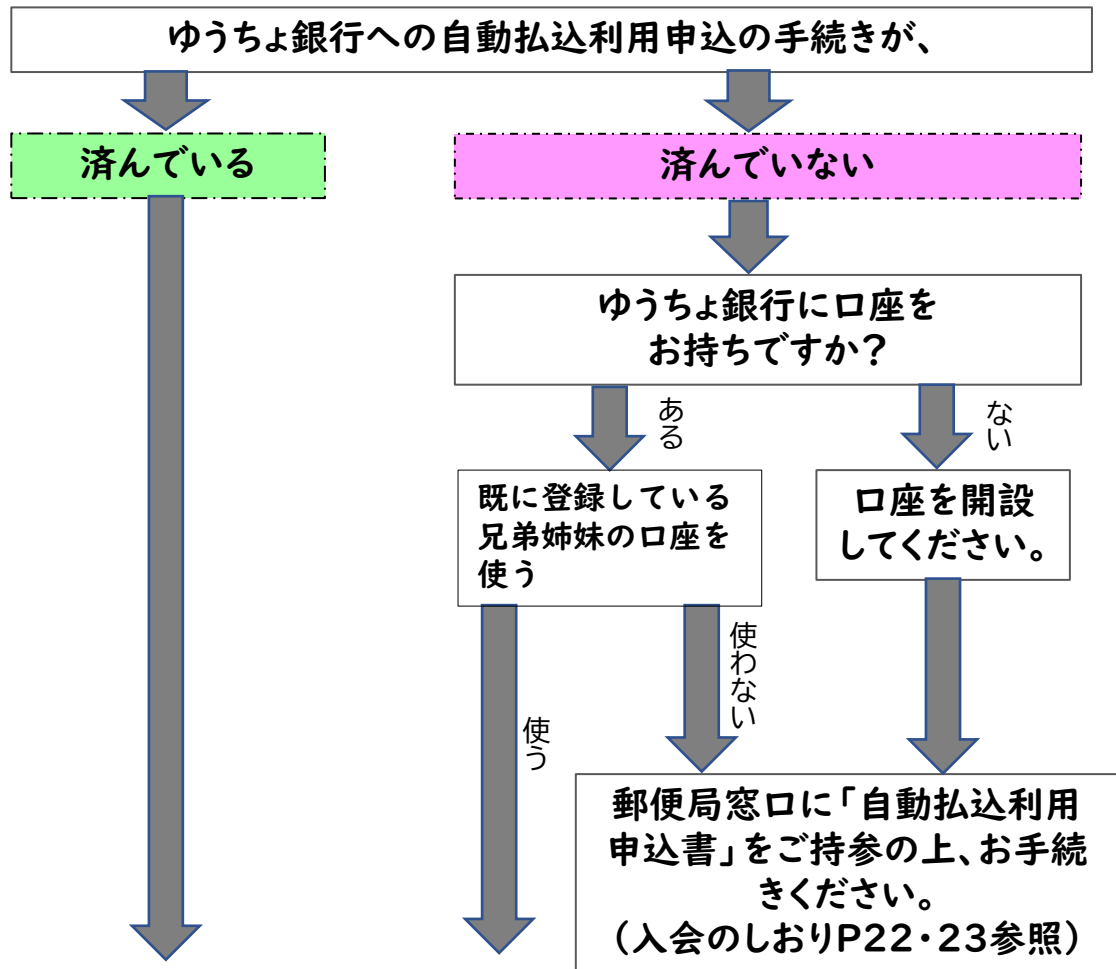 ゆうちょ銀行への自動払込利用申込の手続きが、
済んでいる
済んでいない
ゆうちょ銀行に口座を
お持ちですか？
ある
ない
既に登録している
兄弟姉妹の口座を
使う
口座を開設
してください。
使う
使わない
郵便局窓口に「自動払込利用
申込書」をご持参の上、お手続
きください。
（入会のしおりP22・23参照）